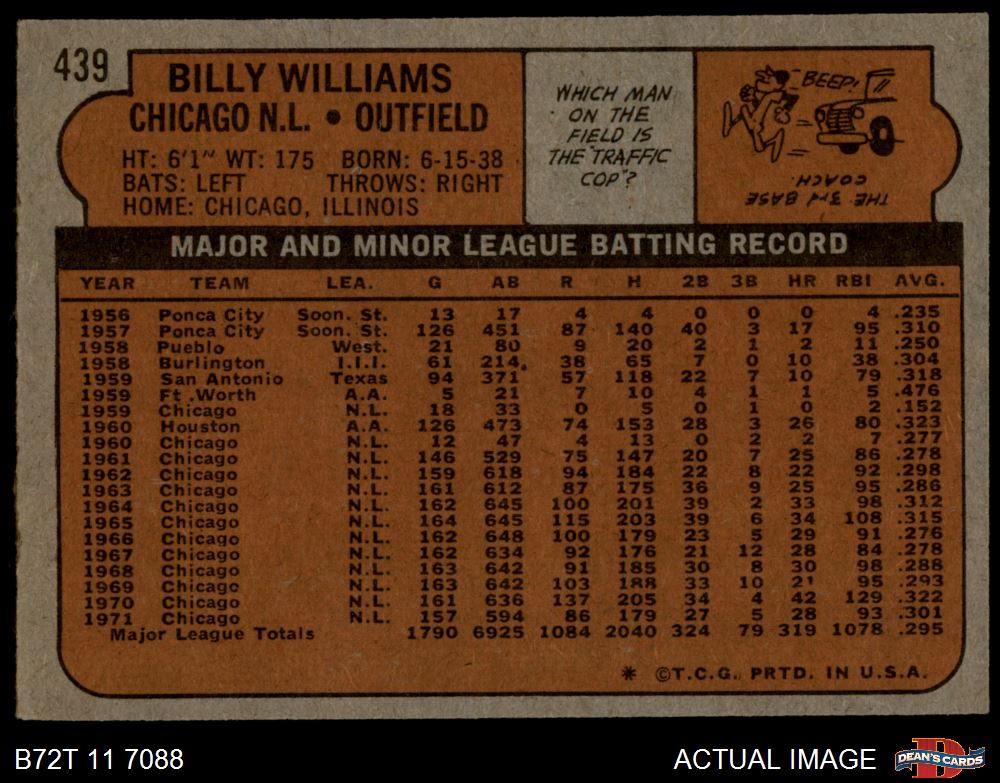 439
BILLY WILLIAMS
CHICAGO N.L. • OUTFIELD
HT: 6'1" WT: 175 BORN: 6-15-38
BATS: LEFT THROWS: RIGHT
HOME: CHICAGO, ILLINOIS
WHICH MAN
ON THE
FIELD IS
THE "TRAFFIC
COP"?
BEEP!
THE 3rd BASE
COACH.
MAJOR AND MINOR LEAGUE BATTING RECORD
YEAR TEAM LEA. G AB R H 2B 3B HR RBI AVG.
1956 Ponca City Soon. St. 13 17 4 4 0 0 0 4 .235
1957 Ponca City Soon. St. 126 451 87 140 40 3 17 95 .310
1958 Pueblo West. 21 80 9 20 2 1 2 11 .250
1958 Burlington I.I.I. 61 214 38 65 7 0 10 38 .304
1959 San Antonio Texas 94 371 57 118 22 7 10 79 .318
1959 Ft .Worth A.A. 5 21 7 10 4 1 1 5 .476
1959 Chicago N.L. 18 33 0 5 0 1 0 2 .152
1960 Houston A.A. 126 473 74 153 28 3 26 80 .323
1960 Chicago N.L. 12 47 4 13 0 2 2 7 .277
1961 Chicago N.L. 146 529 75 147 20 7 25 86 .278
1962 Chicago N.L. 159 618 94 184 22 8 22 92 .298
1963 Chicago N.L. 161 612 87 175 36 9 25 95 .286
1964 Chicago N.L. 162 645 100 201 39 2 33 98 .312
1965 Chicago N.L. 164 645 115 203 39 6 34 108 .315
1966 Chicago N.L. 162 648 100 179 23 5 29 91 .276
1967 Chicago N.L. 162 634 92 176 21 12 28 84 .278
1968 Chicago N.L. 163 642 91 185 30 8 30 98 .288
1969 Chicago N.L. 163 642 103 188 33 10 21 95 .293
1970 Chicago N.L. 161 636 137 205 34 4 42 129 .322
1971 Chicago N.L. 157 594 86 179 27 5 28 93 .301
Major League Totals 1790 6925 1084 2040 324 79 319 1078 .295
* ©T.C.G. PRTD. IN U.S.A.
B72T 11 7088
ACTUAL IMAGE
D
DEAN'S CARDS